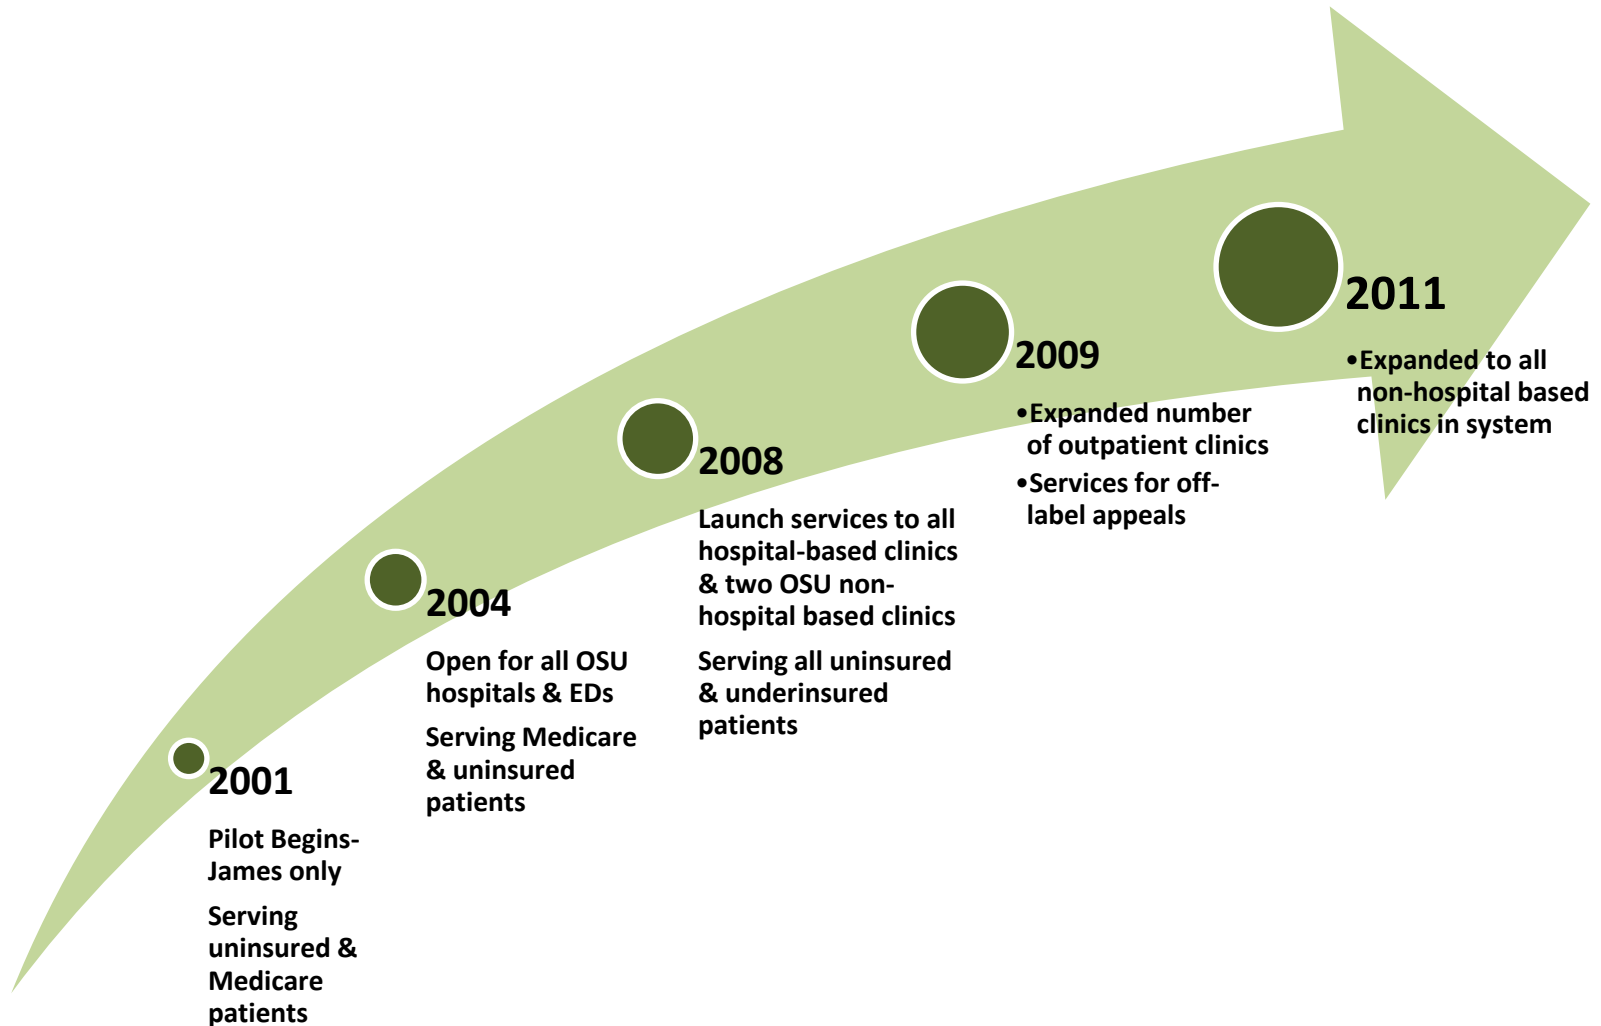 2001
Pilot Begins-
James only
Serving
uninsured &
Medicare
patients
2004
Open for all OSU
hospitals & EDs
Serving Medicare
& uninsured
patients
2008
Launch services to all
hospital-based clinics
& two OSU non-
hospital based clinics
Serving all uninsured
& underinsured
patients
2009
•Expanded number
of outpatient clinics
•Services for off-
label appeals
2011
•Expanded to all
non-hospital based
clinics in system